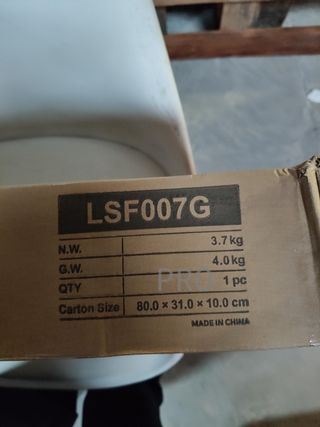 LSF007G
N.W. 3.7 kg
G.W. 4.0 kg
QTY 1 pc
PRO
Carton Size 80.0 × 31.0 × 10.0 cm
MADE IN CHINA